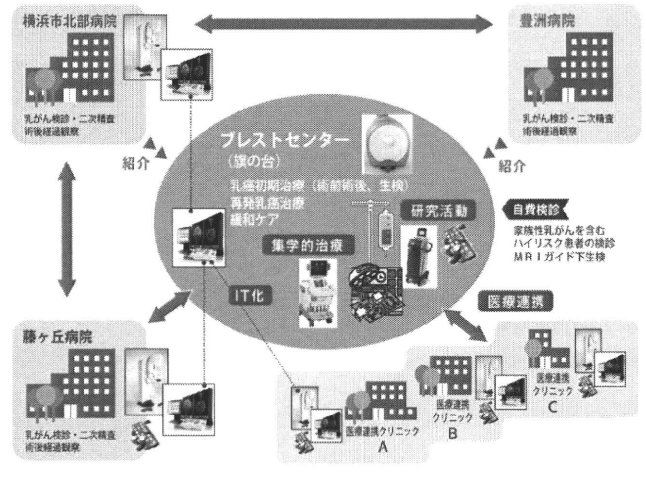 横浜市北部病院
乳がん検診・二次精査
術後経過観察
豊洲病院
乳がん検診・二次精査
術後経過観察
紹介
紹介
ブレストセンター
(旗の台)
乳癌初期治療(術前術後、生検)
再発乳癌治療
緩和ケア
研究活動
集学的治療
IT化
自費検診
家族性乳がんを含む
ハイリスク患者の検診
MRIガイド下生検
医療連携
藤ヶ丘病院
乳がん検診・二次精査
術後経過観察
医療連携クリニック
A
医療連携
クリニック
B
医療連携
クリニック
C